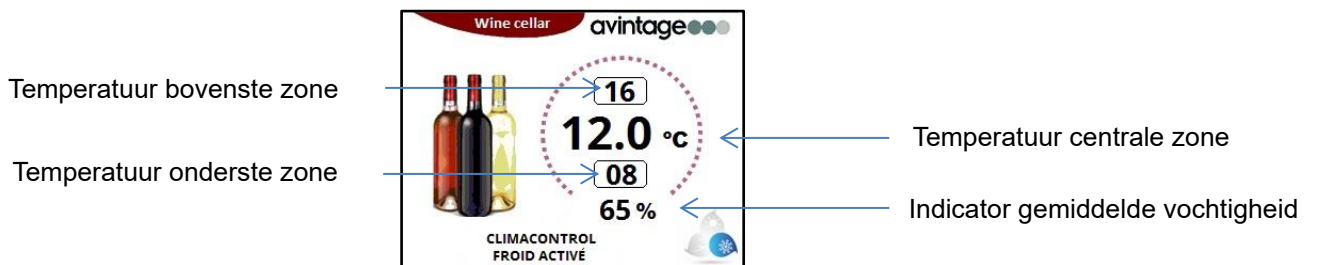 Wine cellar
avintage
Temperatuur bovenste zone
16
12.0 °C
Temperatuur centrale zone
Temperatuur onderste zone
08
65 %
Indicator gemiddelde vochtigheid
CLIMACONTROL
FROID ACTIVÉ